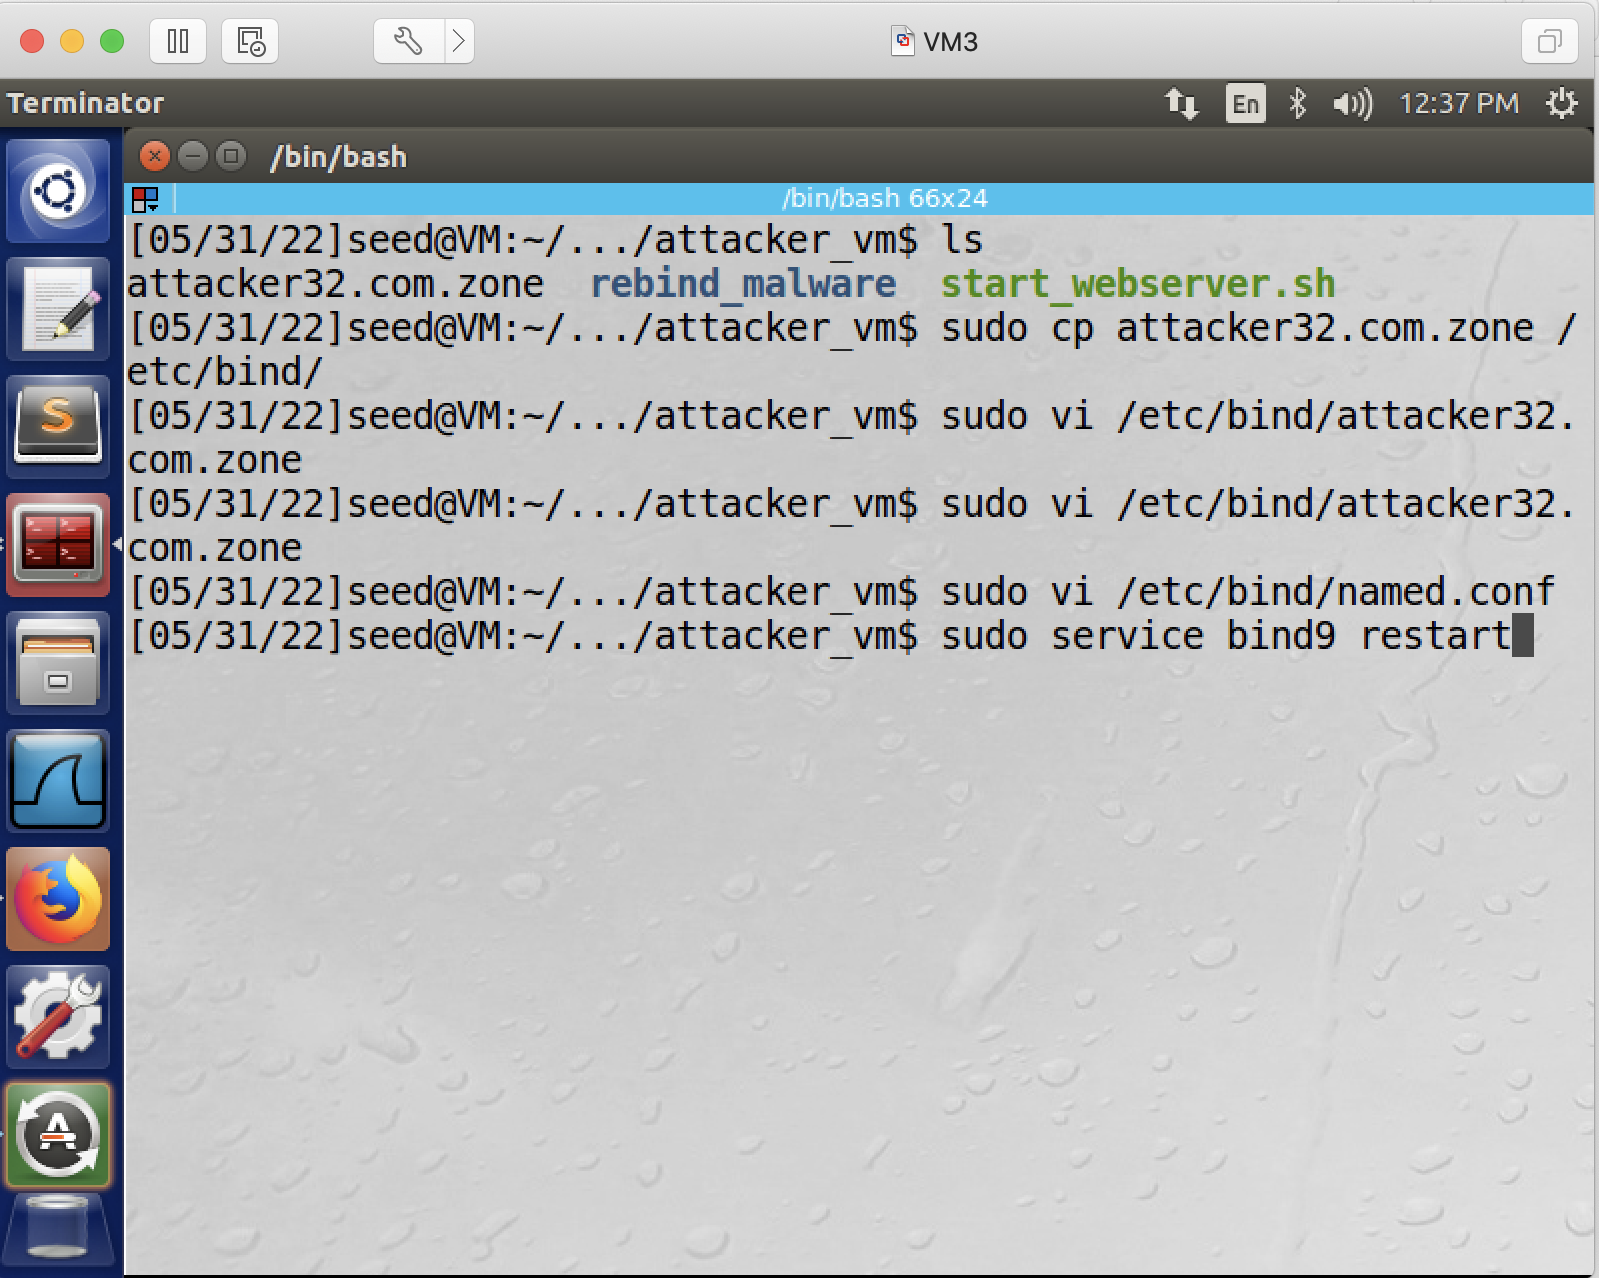 VM3
Terminator
En
12:37 PM
/bin/bash
/bin/bash 66x24
[05/31/22]seed@VM:~/.../attacker_vm$ ls
attacker32.com.zone  rebind_malware  start_webserver.sh
[05/31/22]seed@VM:~/.../attacker_vm$ sudo cp attacker32.com.zone /
etc/bind/
[05/31/22]seed@VM:~/.../attacker_vm$ sudo vi /etc/bind/attacker32.
com.zone
[05/31/22]seed@VM:~/.../attacker_vm$ sudo vi /etc/bind/attacker32.
com.zone
[05/31/22]seed@VM:~/.../attacker_vm$ sudo vi /etc/bind/named.conf
[05/31/22]seed@VM:~/.../attacker_vm$ sudo service bind9 restart